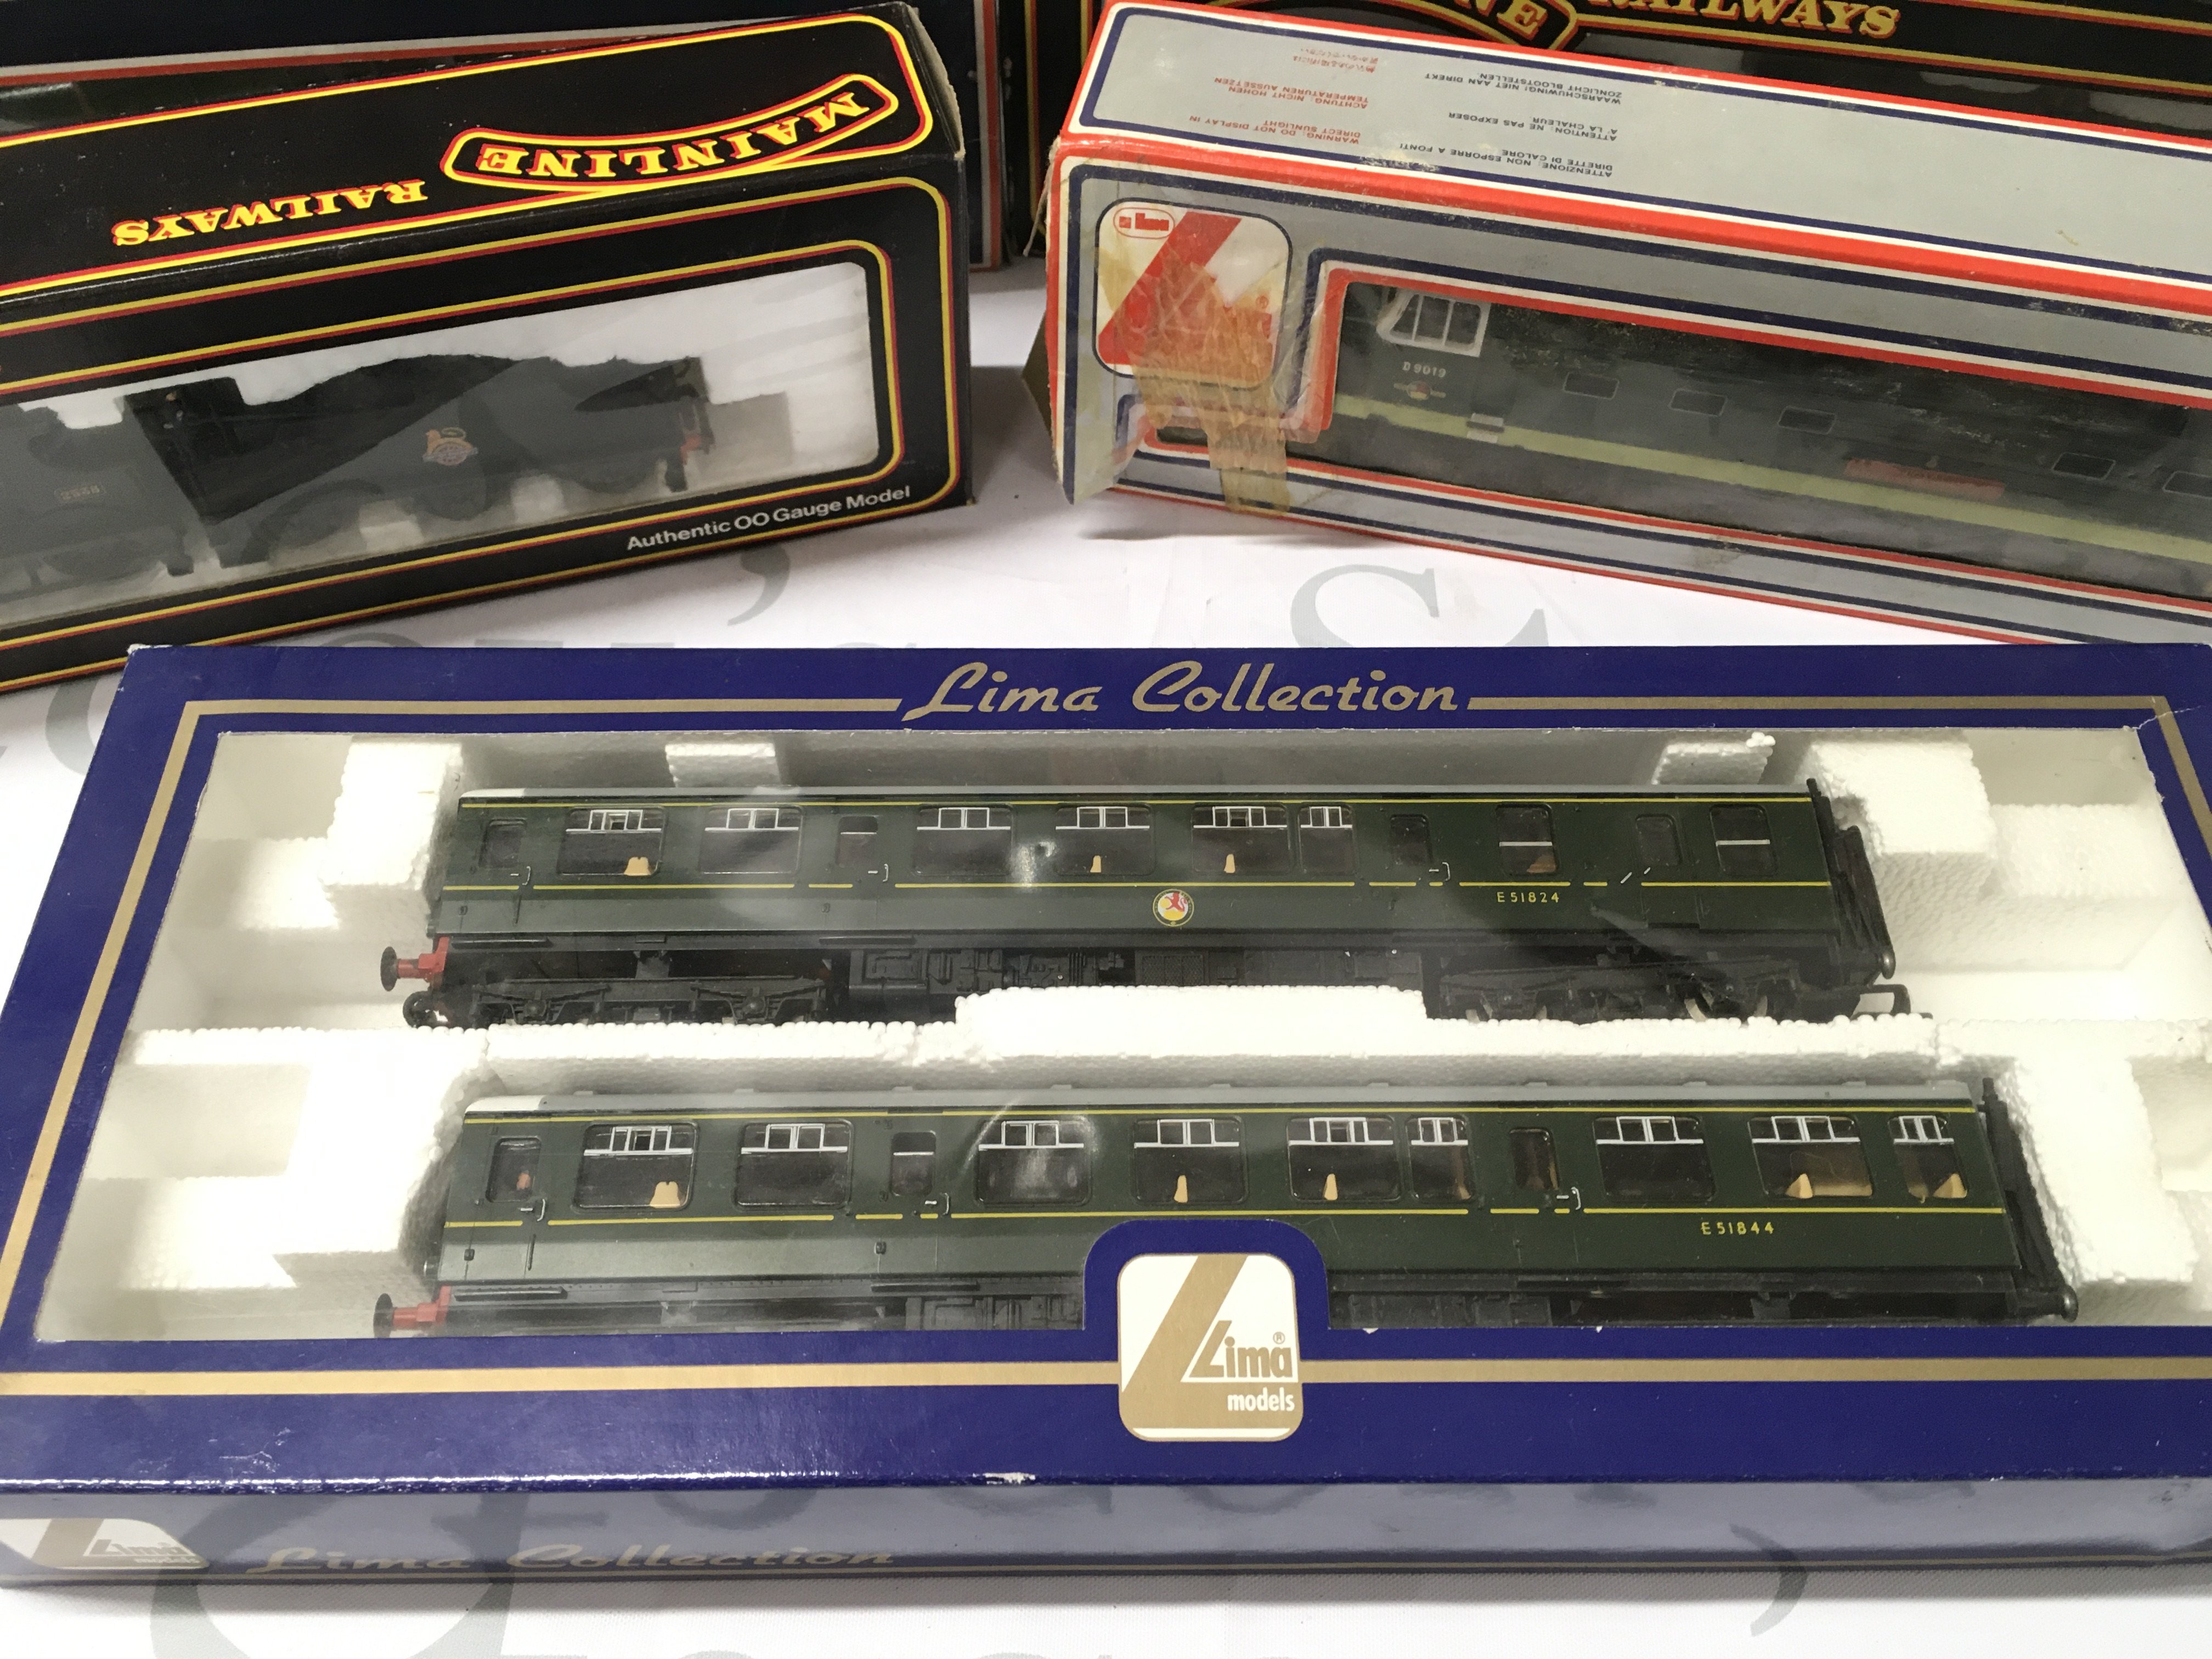 RAILWAYS
MAINLINE
RAILWAYS
Authentic OO Gauge Model
WARNING: DO NOT DISPLAY IN
DIRECT SUNLIGHT
ACHTUNG: NICHT HOHEN
TEMPERATUREN AUSSETZEN
ATTENZIONE: NON ESPORRE A FONTI
DIRETTE DI CALORE
ATTENTION: NE PAS EXPOSER
A' LA CHALEUR
WAARSCHUWING! NIET AAN DIREKT
ZONLICHT BLOOTSTELLEN
Lima
D9019
Lima Collection
E51824
E51844
Lima®
models
Lima
models
Lima Collection